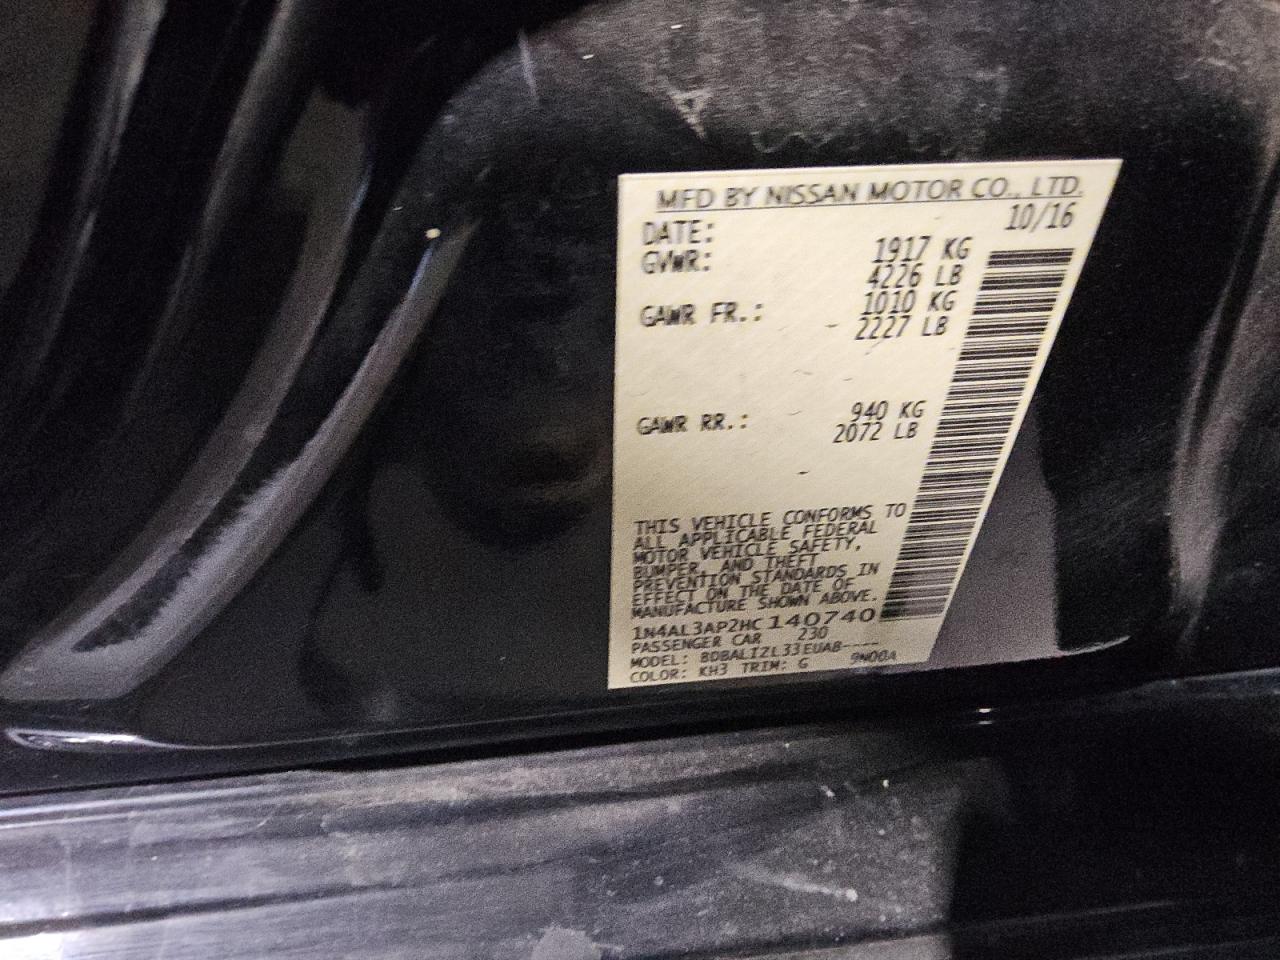 MFD BY NISSAN MOTOR CO., LTD.
DATE: 10/16
GVWR: 1917 KG
4226 LB
GAWR FR.: 1010 KG
2227 LB
GAWR RR.: 940 KG
2072 LB
THIS VEHICLE CONFORMS TO
ALL APPLICABLE FEDERAL
MOTOR VEHICLE SAFETY,
BUMPER, AND THEFT
PREVENTION STANDARDS IN
EFFECT ON THE DATE OF
MANUFACTURE SHOWN ABOVE.
1N4AL3AP2HC140740
PASSENGER CAR 230
MODEL: BDBALIZL33EUAB----
COLOR: KH3 TRIM: G 9N00A